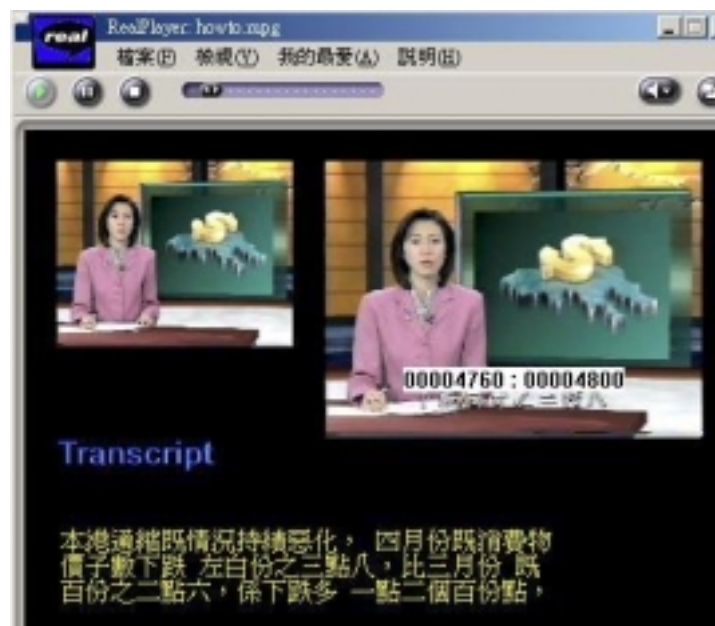 real
RealPlayer: howto.mpg
檔案(F) 檢視(V) 我的最愛(A) 說明(H)
00004760 : 00004800
Transcript
本港通縮既情況持續惡化， 四月份既消費物
價子數下跌 左百份之三點八，比三月份 既
百份之二點六，係下跌多 一點二個百份點，